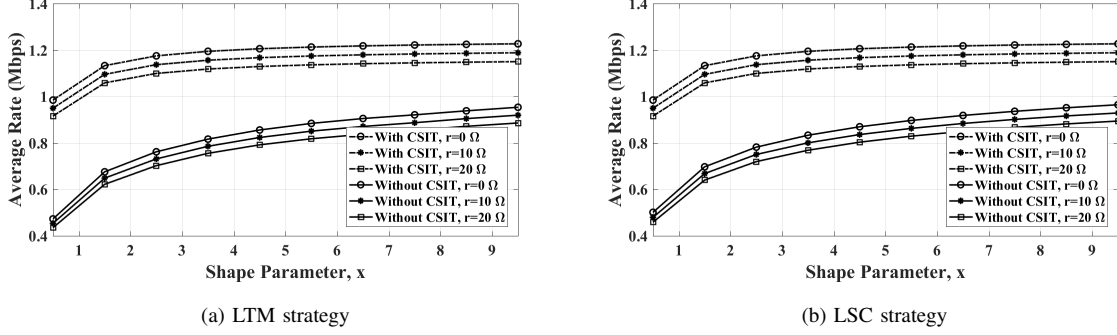 1.4
1.2
1
0.8
0.6
0.4
Average Rate (Mbps)
With CSIT, r=0 Ω
With CSIT, r=10 Ω
With CSIT, r=20 Ω
Without CSIT, r=0 Ω
Without CSIT, r=10 Ω
Without CSIT, r=20 Ω
1 2 3 4 5 6 7 8 9
Shape Parameter, x
(a) LTM strategy
1.4
1.2
1
0.8
0.6
0.4
Average Rate (Mbps)
With CSIT, r=0 Ω
With CSIT, r=10 Ω
With CSIT, r=20 Ω
Without CSIT, r=0 Ω
Without CSIT, r=10 Ω
Without CSIT, r=20 Ω
1 2 3 4 5 6 7 8 9
Shape Parameter, x
(b) LSC strategy